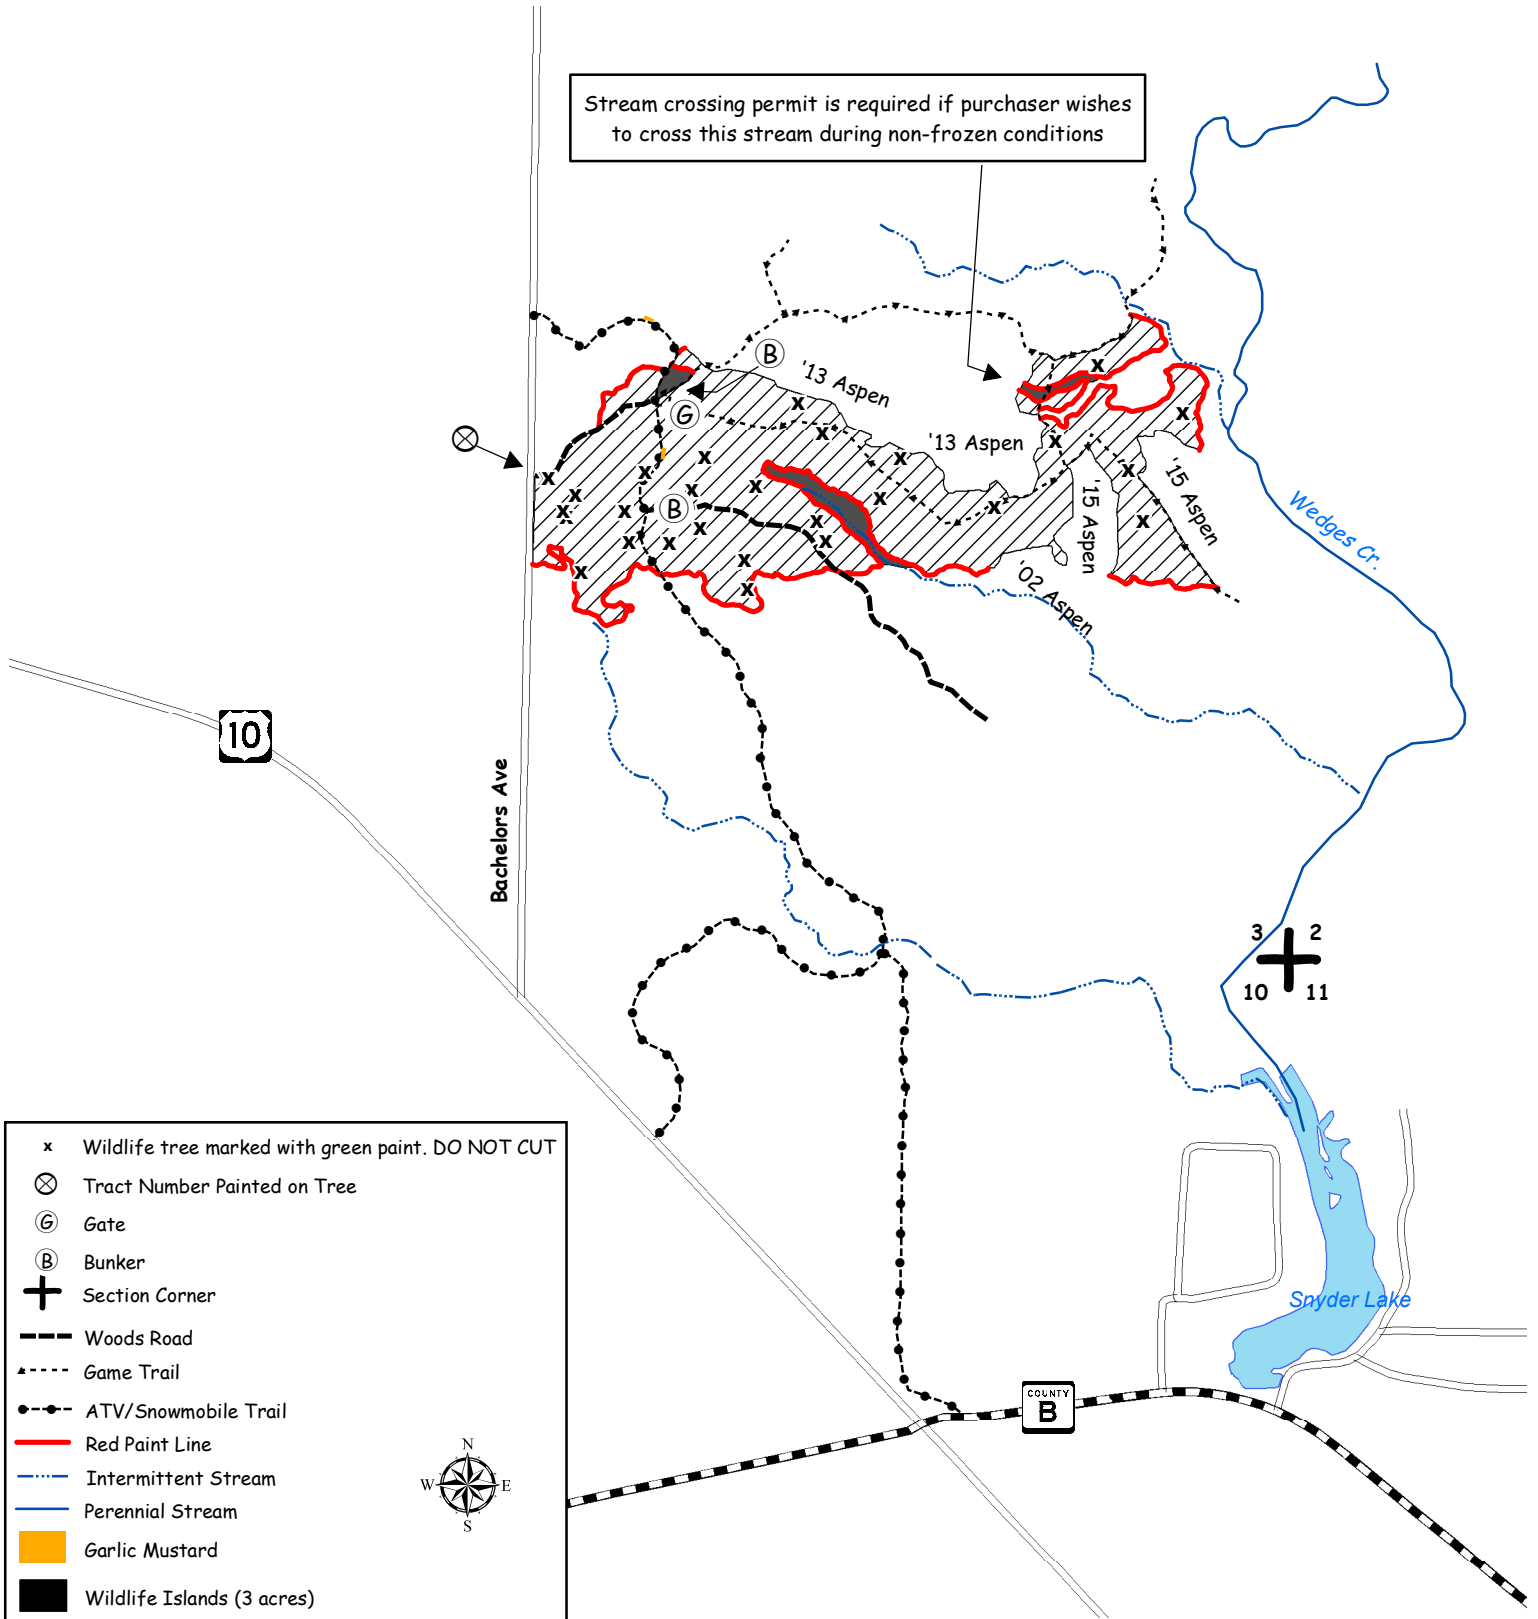 Stream crossing permit is required if purchaser wishes
to cross this stream during non-frozen conditions
B
'13 Aspen
G
'13 Aspen
'15 Aspen
'15 Aspen
B
'02 Aspen
Wedges Cr.
10
Bachelors Ave
3 2
10 11
Snyder Lake
COUNTY
B
x Wildlife tree marked with green paint. DO NOT CUT
Tract Number Painted on Tree
G Gate
B Bunker
Section Corner
Woods Road
Game Trail
ATV/Snowmobile Trail
Red Paint Line
Intermittent Stream
Perennial Stream
Garlic Mustard
Wildlife Islands (3 acres)
N
W E
S